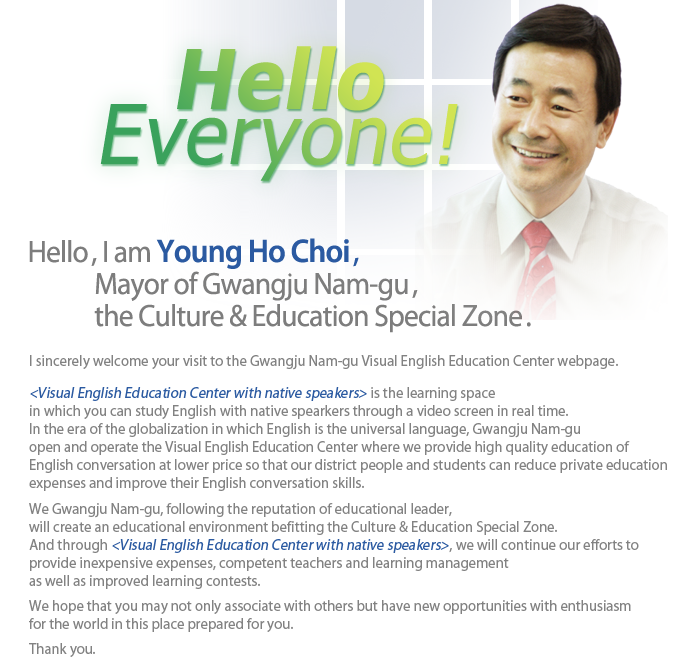 Hello
Everyone!
Hello, I am Young Ho Choi,
Mayor of Gwangju Nam-gu,
the Culture & Education Special Zone.
I sincerely welcome your visit to the Gwangju Nam-gu Visual English Education Center webpage.
<Visual English Education Center with native speakers> is the learning space
in which you can study English with native spearkers through a video screen in real time.
In the era of the globalization in which English is the universal language, Gwangju Nam-gu
open and operate the Visual English Education Center where we provide high quality education of
English conversation at lower price so that our district people and students can reduce private education
expenses and improve their English conversation skills.
We Gwangju Nam-gu, following the reputation of educational leader,
will create an educational environment befitting the Culture & Education Special Zone.
And through <Visual English Education Center with native speakers>, we will continue our efforts to
provide inexpensive expenses, competent teachers and learning management
as well as improved learning contests.
We hope that you may not only associate with others but have new opportunities with enthusiasm
for the world in this place prepared for you.
Thank you.